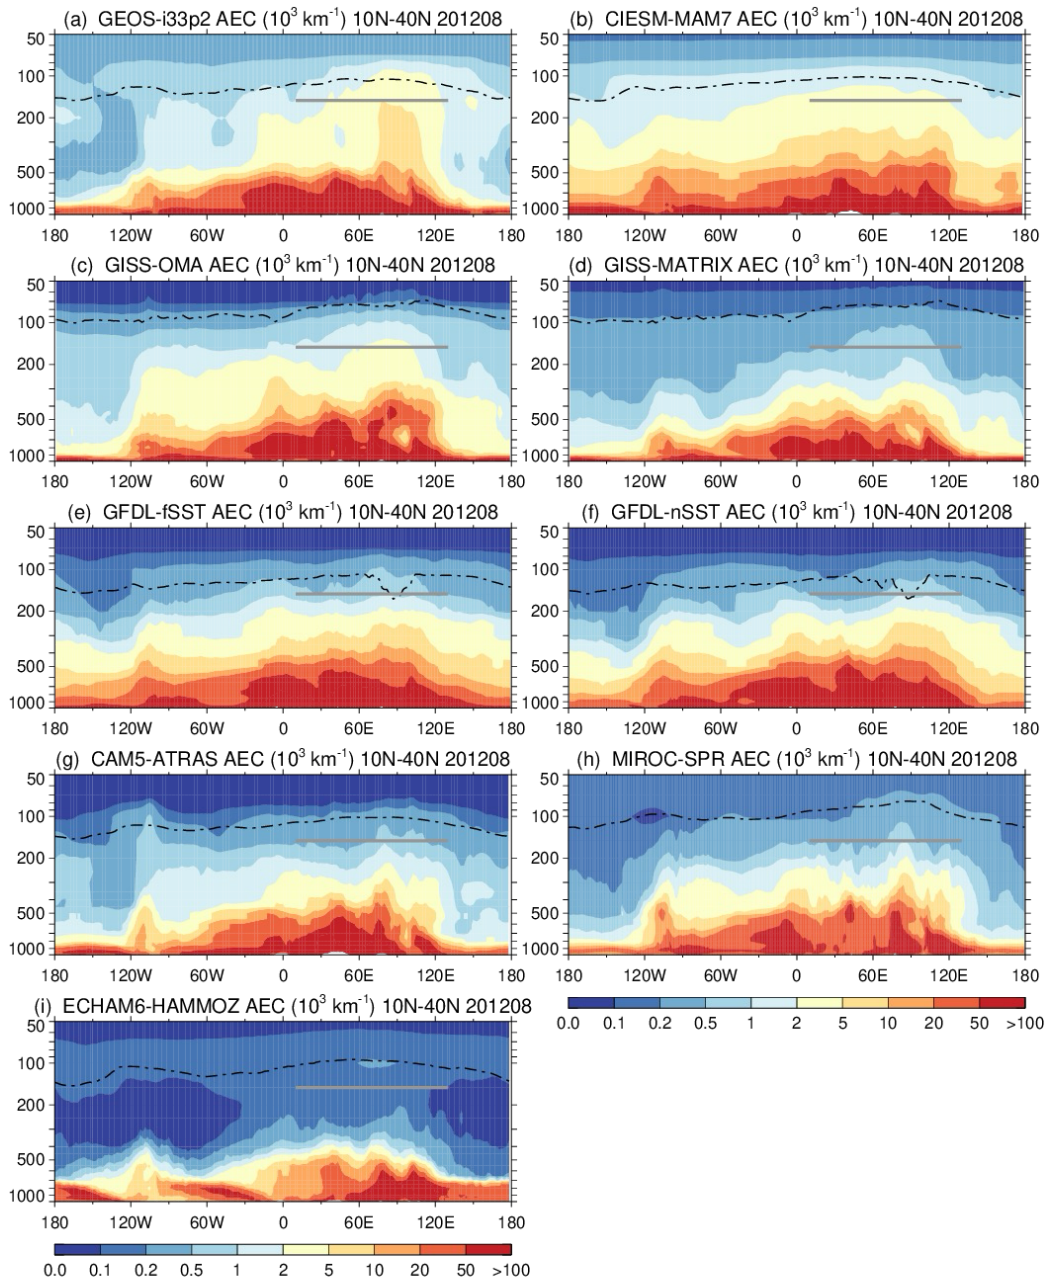 (a) GEOS-i33p2 AEC (10³ km⁻¹) 10N-40N 201208
50
100
200
500
1000
180 120W 60W 0 60E 120E 180
(b) CIESM-MAM7 AEC (10³ km⁻¹) 10N-40N 201208
50
100
200
500
1000
180 120W 60W 0 60E 120E 180
(c) GISS-OMA AEC (10³ km⁻¹) 10N-40N 201208
50
100
200
500
1000
180 120W 60W 0 60E 120E 180
(d) GISS-MATRIX AEC (10³ km⁻¹) 10N-40N 201208
50
100
200
500
1000
180 120W 60W 0 60E 120E 180
(e) GFDL-fSST AEC (10³ km⁻¹) 10N-40N 201208
50
100
200
500
1000
180 120W 60W 0 60E 120E 180
(f) GFDL-nSST AEC (10³ km⁻¹) 10N-40N 201208
50
100
200
500
1000
180 120W 60W 0 60E 120E 180
(g) CAM5-ATRAS AEC (10³ km⁻¹) 10N-40N 201208
50
100
200
500
1000
180 120W 60W 0 60E 120E 180
(h) MIROC-SPR AEC (10³ km⁻¹) 10N-40N 201208
50
100
200
500
1000
180 120W 60W 0 60E 120E 180
0.0 0.1 0.2 0.5 1 2 5 10 20 50 >100
(i) ECHAM6-HAMMOZ AEC (10³ km⁻¹) 10N-40N 201208
50
100
200
500
1000
180 120W 60W 0 60E 120E 180
0.0 0.1 0.2 0.5 1 2 5 10 20 50 >100